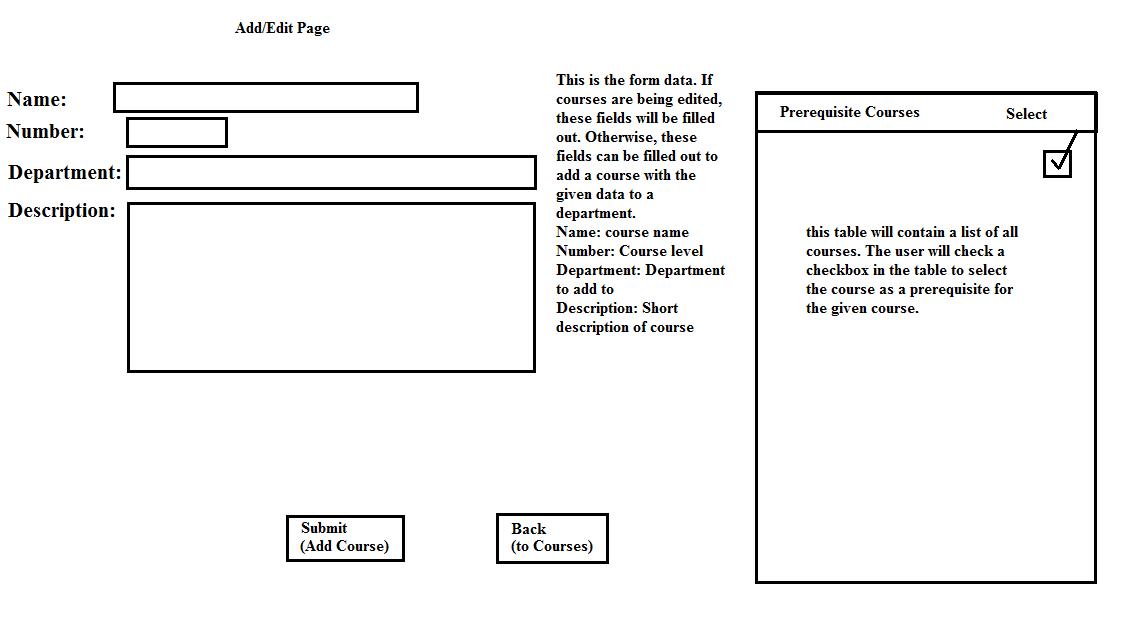 Add/Edit Page
Name:
Number:
Department:
Description:
This is the form data. If
courses are being edited,
these fields will be filled
out. Otherwise, these
fields can be filled out to
add a course with the
given data to a
department.
Name: course name
Number: Course level
Department: Department
to add to
Description: Short
description of course
Prerequisite Courses
Select
this table will contain a list of all
courses. The user will check a
checkbox in the table to select
the course as a prerequisite for
the given course.
Submit
(Add Course)
Back
(to Courses)